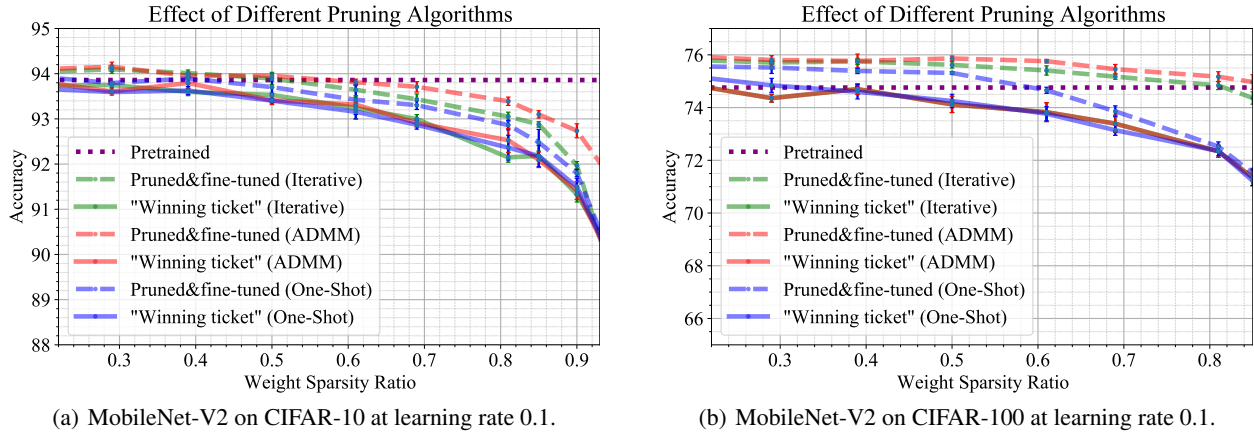 Effect of Different Pruning Algorithms
95
94
93
92
91
90
89
88
Accuracy
Pretrained
Pruned&fine-tuned (Iterative)
"Winning ticket" (Iterative)
Pruned&fine-tuned (ADMM)
"Winning ticket" (ADMM)
Pruned&fine-tuned (One-Shot)
"Winning ticket" (One-Shot)
0.3 0.4 0.5 0.6 0.7 0.8 0.9
Weight Sparsity Ratio
(a) MobileNet-V2 on CIFAR-10 at learning rate 0.1.
Effect of Different Pruning Algorithms
76
74
72
70
68
66
Accuracy
Pretrained
Pruned&fine-tuned (Iterative)
"Winning ticket" (Iterative)
Pruned&fine-tuned (ADMM)
"Winning ticket" (ADMM)
Pruned&fine-tuned (One-Shot)
"Winning ticket" (One-Shot)
0.3 0.4 0.5 0.6 0.7 0.8
Weight Sparsity Ratio
(b) MobileNet-V2 on CIFAR-100 at learning rate 0.1.